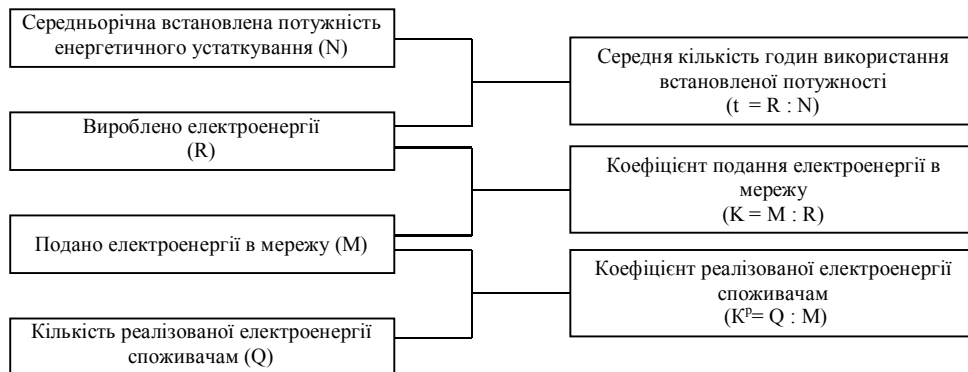 Середньорічна встановлена потужність
енергетичного устаткування (N)
Вироблено електроенергії
(R)
Подано електроенергії в мережу (M)
Кількість реалізованої електроенергії
споживачам (Q)
Середня кількість годин використання
встановленої потужності
(t = R : N)
Коефіцієнт подання електроенергії в
мережу
(K = M : R)
Коефіцієнт реалізованої електроенергії
споживачам
(Kᵖ= Q : M)